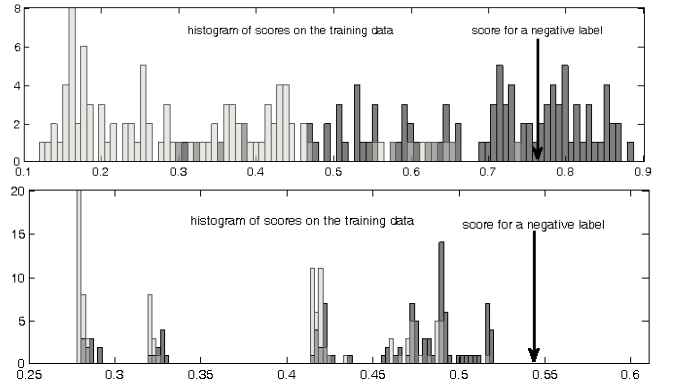 8
histogram of scores on the training data
score for a negative label
6
4
2
0
0.1 0.2 0.3 0.4 0.5 0.6 0.7 0.8 0.9
20
histogram of scores on the training data
score for a negative label
15
10
5
0
0.25 0.3 0.35 0.4 0.45 0.5 0.55 0.6